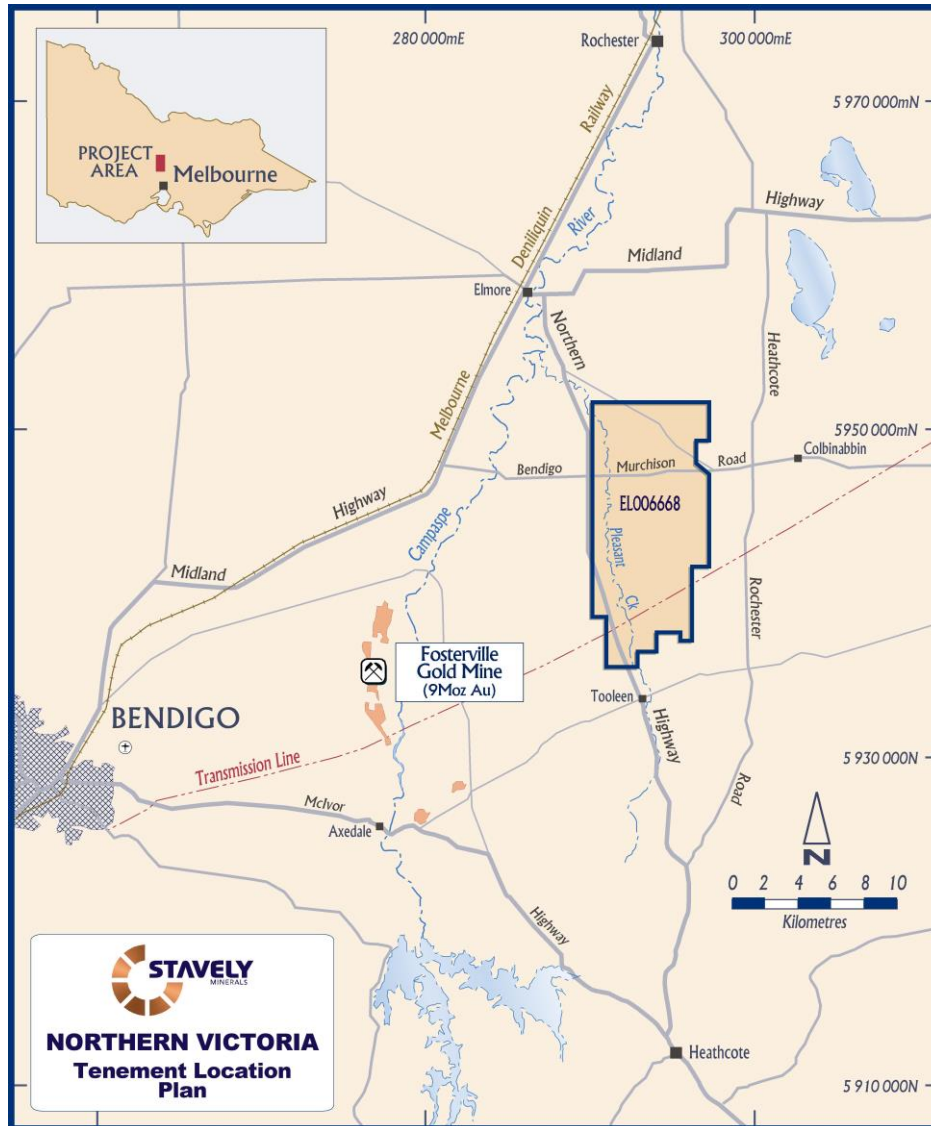 280 000mE
300 000mE
Rochester
5 970 000mN
PROJECT
AREA
Melbourne
Railway
Deniliquin
River
Highway
Midland
Elmore
Northern
Heathcote
Melbourne
5950 000mN
Colbinabbin
Bendigo
Murchison
Road
EL006668
Highway
Campaspe
Pleasant
Ck
Midland
Rochester
Fosterville
Gold Mine
(9Moz Au)
Tooleen
Highway
BENDIGO
Transmission Line
5 930 000mN
Road
McIvor
Axedale
N
0 2 4 6 8 10
Kilometres
Highway
STAVELY
MINERALS
NORTHERN VICTORIA
Tenement Location
Plan
Heathcote
5 910 000N